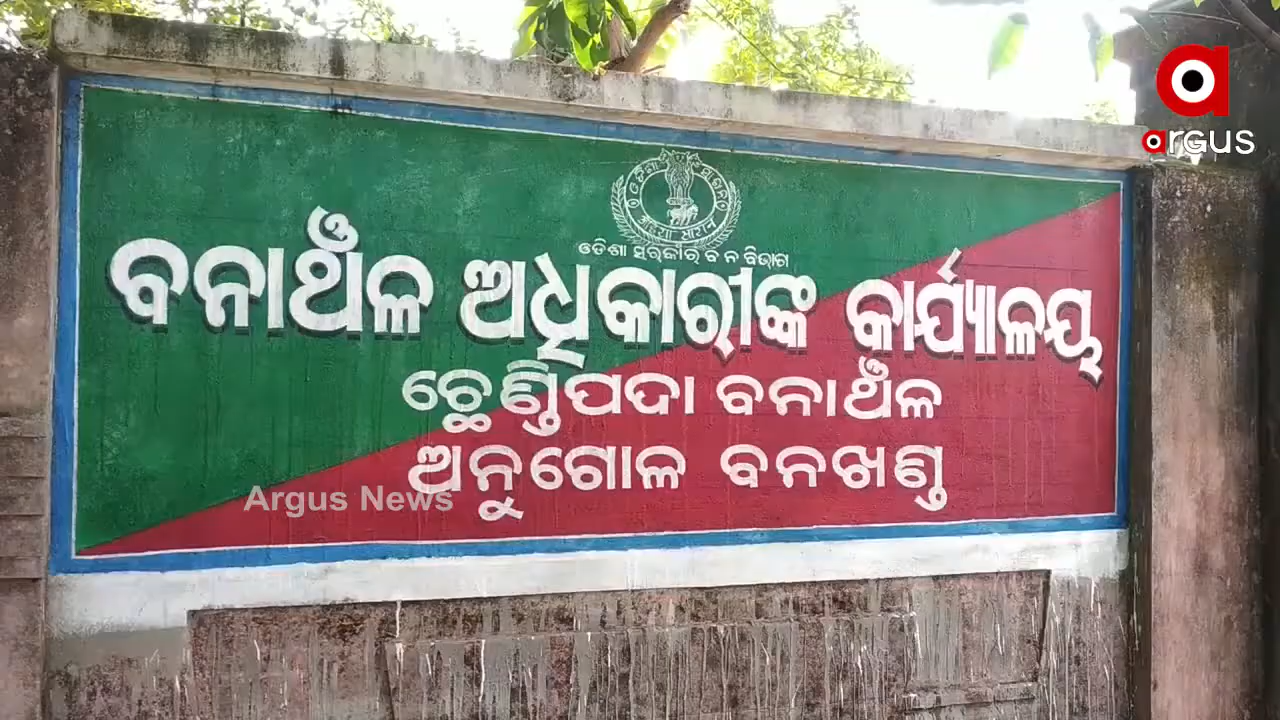 argus
ଓଡିଶା ସରକାର ବନ ବିଭାଗ
ବନାଞ୍ଚଳ ଅଧିକାରୀଙ୍କ କାର୍ଯ୍ୟାଳୟ
ଛେଣ୍ଡିପଦା ବନାଞ୍ଚଳ
ଅନୁଗୋଳ ବନଖଣ୍ଡ
Argus News